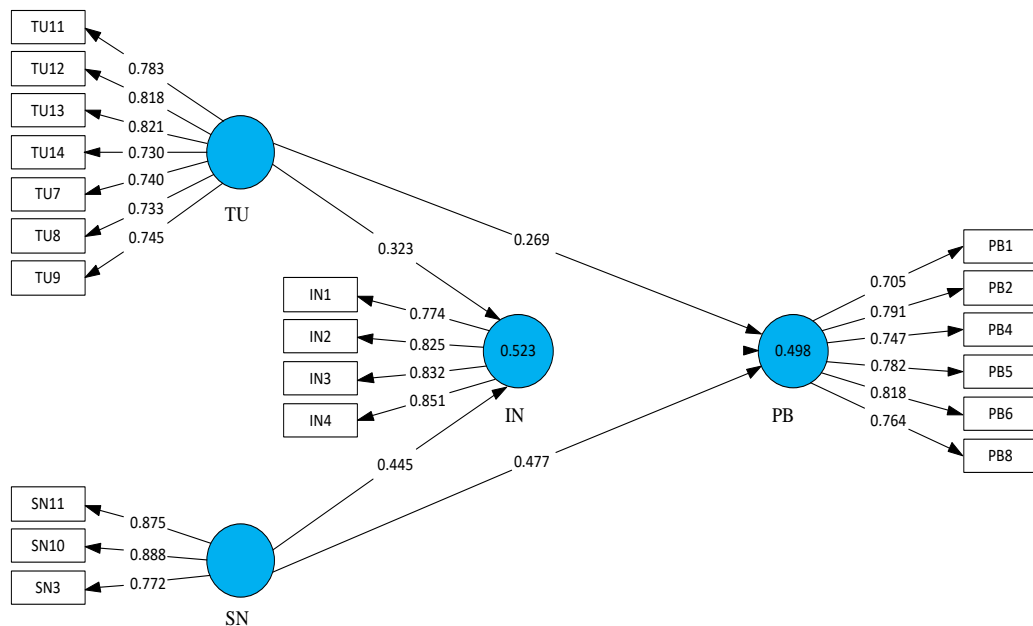 TU11
TU12
TU13
TU14
TU7
TU8
TU9
0.783
0.818
0.821
0.730
0.740
0.733
0.745
TU
0.323
0.269
IN1
IN2
IN3
IN4
0.774
0.825
0.832
0.851
0.523
IN
0.445
0.477
SN11
SN10
SN3
0.875
0.888
0.772
SN
0.498
PB
0.705
0.791
0.747
0.782
0.818
0.764
PB1
PB2
PB4
PB5
PB6
PB8